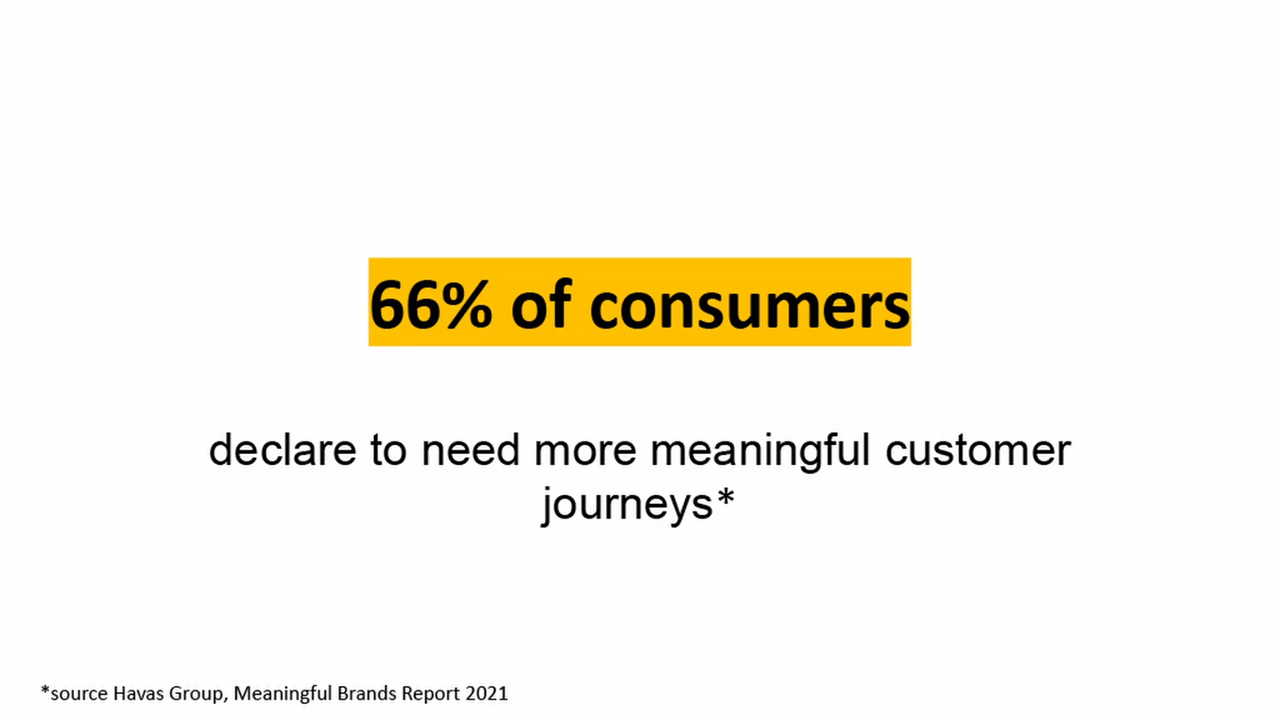 66% of consumers
declare to need more meaningful customer
journeys*
*source Havas Group, Meaningful Brands Report 2021